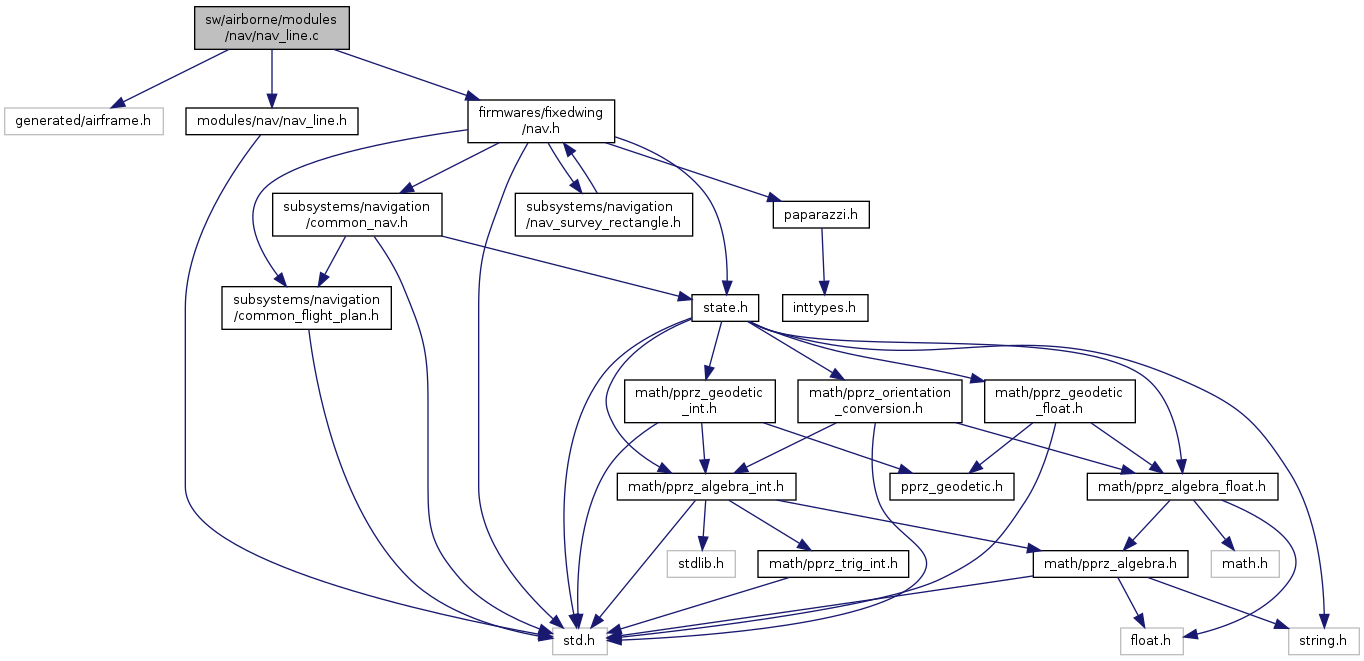 sw/airborne/modules
/nav/nav_line.c
generated/airframe.h
modules/nav/nav_line.h
firmwares/fixedwing
/nav.h
subsystems/navigation
/common_nav.h
subsystems/navigation
/nav_survey_rectangle.h
paparazzi.h
subsystems/navigation
/common_flight_plan.h
state.h
inttypes.h
math/pprz_geodetic
_int.h
math/pprz_orientation
_conversion.h
math/pprz_geodetic
_float.h
math/pprz_algebra_int.h
pprz_geodetic.h
math/pprz_algebra_float.h
stdlib.h
math/pprz_trig_int.h
math/pprz_algebra.h
math.h
std.h
float.h
string.h